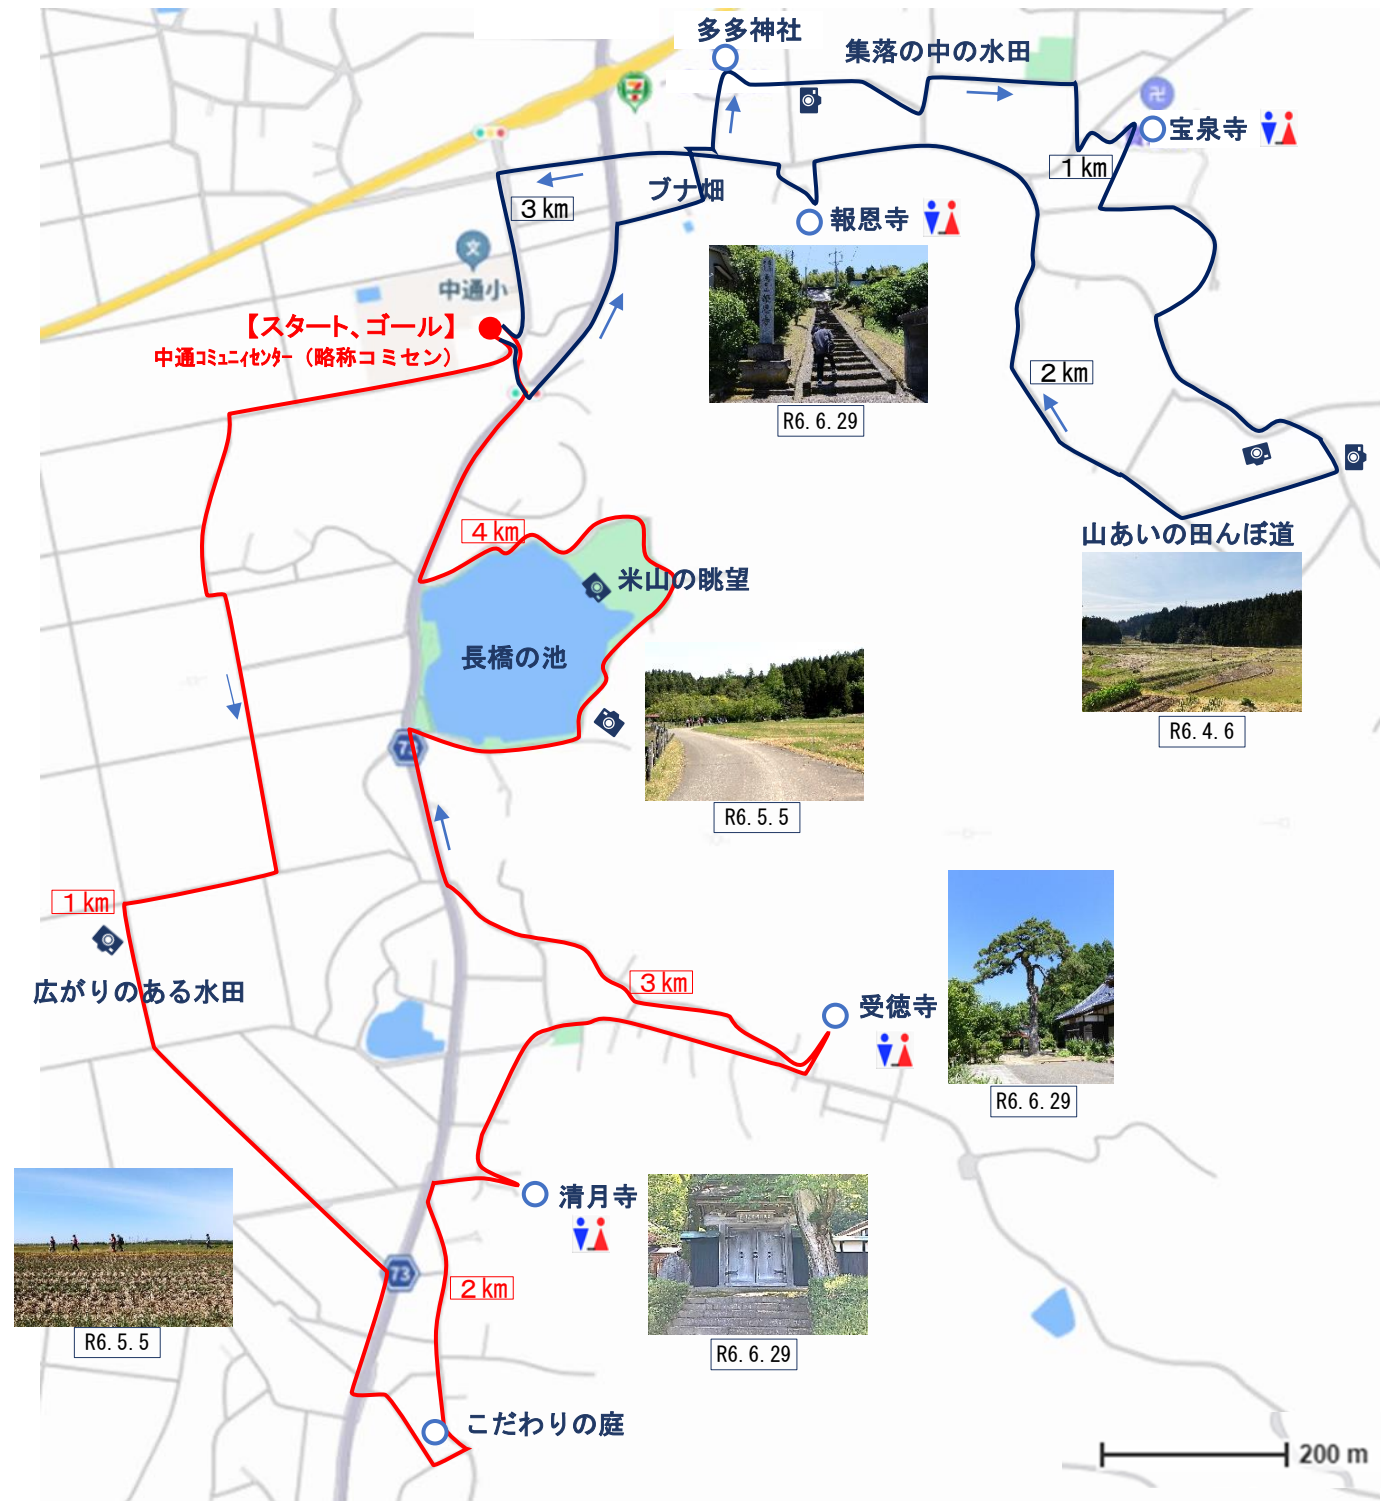 多多神社
集落の中の水田
宝泉寺
1km
ブナ畑
3km
報恩寺
中通小
【スタート、ゴール】
中通コミュニィセンター（略称コミセン）
R6.6.29
2km
4km
山あいの田んぼ道
米山の眺望
長橋の池
R6.4.6
73
R6.5.5
1km
広がりのある水田
3km
受徳寺
R6.6.29
清月寺
73
2km
R6.5.5
R6.6.29
こだわりの庭
200 m